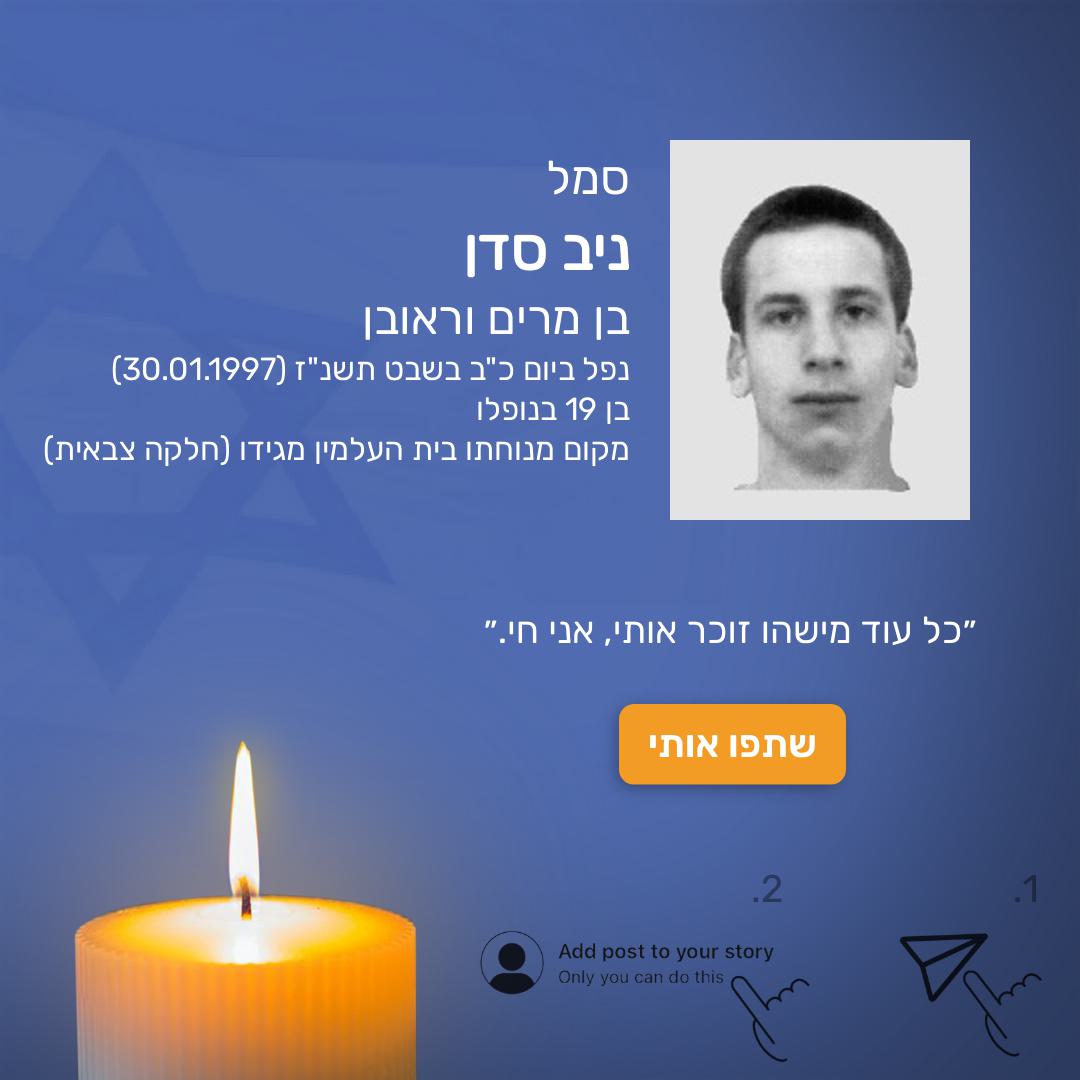 סמל
ניב סדן
בן מרים וראובן
נפל ביום כ"ב בשבט תשנ"ז (30.01.1997)
בן 19 בנופלו
מקום מנוחתו בית העלמין מגידו (חלקה צבאית)
״כל עוד מישהו זוכר אותי, אני חי.״
שתפו אותי
.1
.2
Add post to your story
Only you can do this